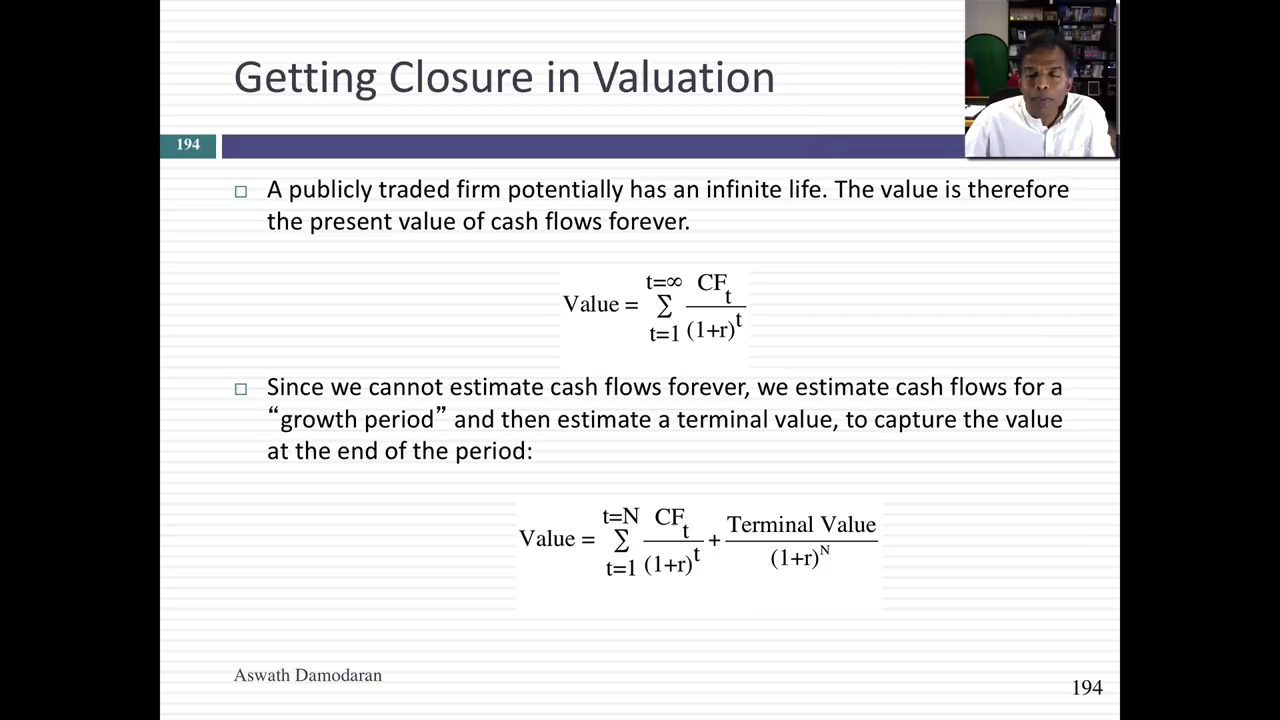 Getting Closure in Valuation
194
□ A publicly traded firm potentially has an infinite life. The value is therefore
the present value of cash flows forever.
Value = ∑_{t=1}^{t=∞} CF_t / (1+r)^t
□ Since we cannot estimate cash flows forever, we estimate cash flows for a
“growth period” and then estimate a terminal value, to capture the value
at the end of the period:
Value = ∑_{t=1}^{t=N} CF_t / (1+r)^t + Terminal Value / (1+r)^N
Aswath Damodaran
194